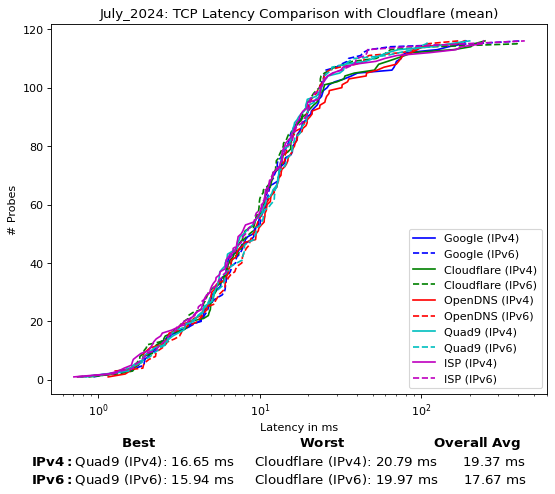 July_2024: TCP Latency Comparison with Cloudflare (mean)
120
100
80
60
40
20
0
# Probes
Google (IPv4)
Google (IPv6)
Cloudflare (IPv4)
Cloudflare (IPv6)
OpenDNS (IPv4)
OpenDNS (IPv6)
Quad9 (IPv4)
Quad9 (IPv6)
ISP (IPv4)
ISP (IPv6)
10⁰ 10¹ 10²
Latency in ms
Best Worst Overall Avg
IPv4: Quad9 (IPv4): 16.65 ms Cloudflare (IPv4): 20.79 ms 19.37 ms
IPv6: Quad9 (IPv6): 15.94 ms Cloudflare (IPv6): 19.97 ms 17.67 ms